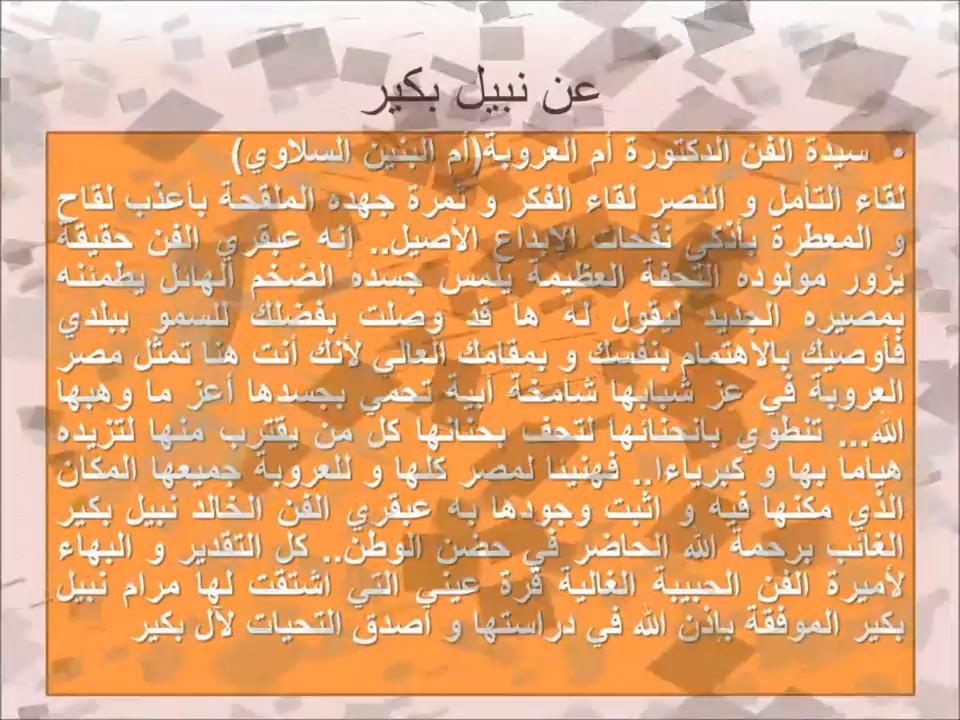 عن نبيل بكير
• سيدة الفن الدكتورة أم العروبة(أم البنين السلاوي)
لقاء التأمل و النصر لقاء الفكر و ثمرة جهده الملقحة بأعذب لقاح
و المعطرة بأذكى نفحات الابداع الأصيل.. إنه عبقري الفن حقيقة
يزور مولوده التحفة العظيمة يلمس جسده الضخم الهائل يطمئنه
بمصيره الجديد ليقول له ها قد وصلت بفضلك للسمو ببلدي
فأوصيك بالاهتمام بنفسك و بمقامك العالي لأنك أنت هنا تمثل مصر
العروبة في عز شبابها شامخة أبية تحمي بجسدها أعز ما وهبها
الله... تنطوي بانحنائها لتحف بحنانها كل من يقترب منها لتزيده
هياما بها و كبرياءا.. فهنيئا لمصر كلها و للعروبة جميعها المكان
الذي مكنها فيه و اثبت وجودها به عبقري الفن الخالد نبيل بكير
الغائب برحمة الله الحاضر في حضن الوطن.. كل التقدير و البهاء
لأميرة الفن الحبيبة الغالية قرة عيني التي اشتقت لها مرام نبيل
بكير الموفقة بإذن الله في دراستها و أصدق التحيات لآل بكير